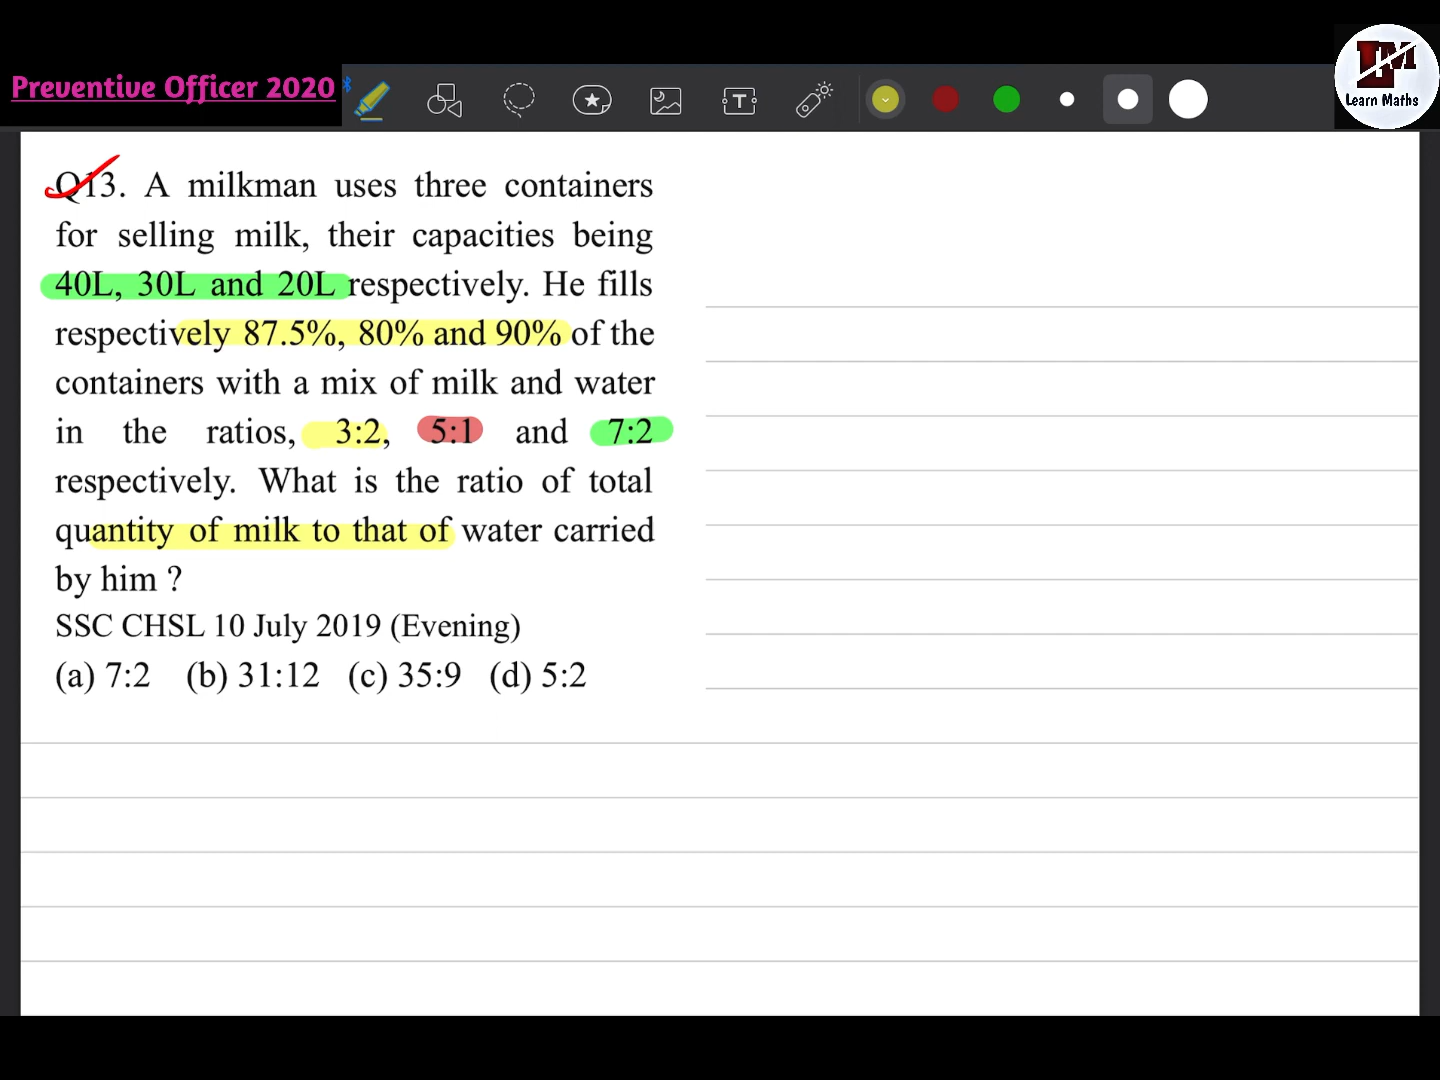 Preventive Officer 2020
Learn Maths
Q13. A milkman uses three containers
for selling milk, their capacities being
40L, 30L and 20L respectively. He fills
respectively 87.5%, 80% and 90% of the
containers with a mix of milk and water
in the ratios, 3:2, 5:1 and 7:2
respectively. What is the ratio of total
quantity of milk to that of water carried
by him ?
SSC CHSL 10 July 2019 (Evening)
(a) 7:2 (b) 31:12 (c) 35:9 (d) 5:2